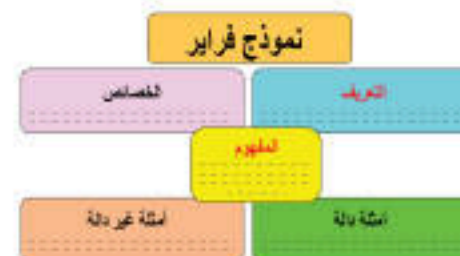 نموذج فراير
التعريف
الخصائص
المفهوم
أمثلة دالة
أمثلة غير دالة